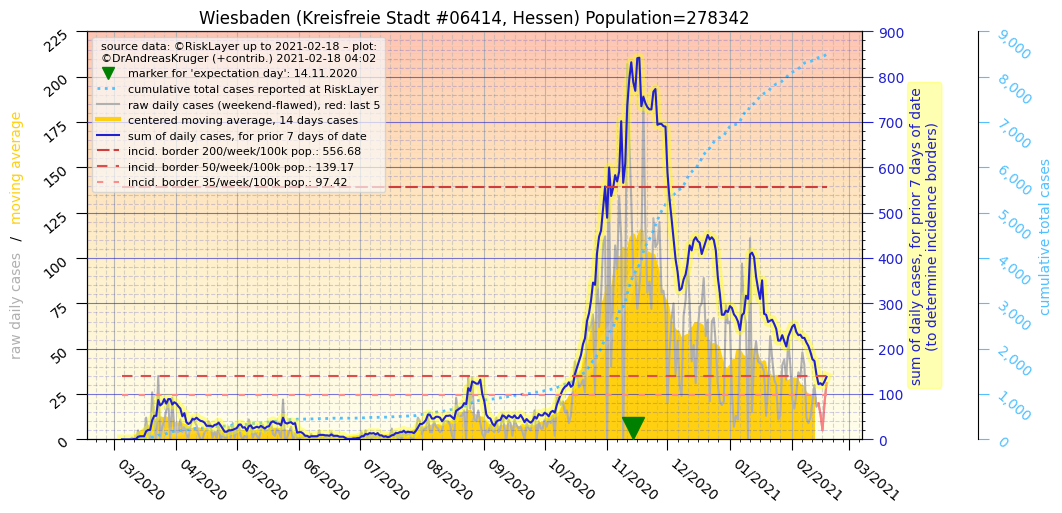 Wiesbaden (Kreisfreie Stadt #06414, Hessen) Population=278342
source data: ©RiskLayer up to 2021-02-18 – plot:
©DrAndreasKruger (+contrib.) 2021-02-18 04:02
marker for 'expectation day': 14.11.2020
cumulative total cases reported at RiskLayer
raw daily cases (weekend-flawed), red: last 5
centered moving average, 14 days cases
sum of daily cases, for prior 7 days of date
incid. border 200/week/100k pop.: 556.68
incid. border 50/week/100k pop.: 139.17
incid. border 35/week/100k pop.: 97.42
raw daily cases / moving average
225
200
175
150
125
100
75
50
25
0
03/2020
04/2020
05/2020
06/2020
07/2020
08/2020
09/2020
10/2020
11/2020
12/2020
01/2021
02/2021
03/2021
900
800
700
600
500
400
300
200
100
0
sum of daily cases, for prior 7 days of date
(to determine incidence borders)
9,000
8,000
7,000
6,000
5,000
4,000
3,000
2,000
1,000
0
cumulative total cases